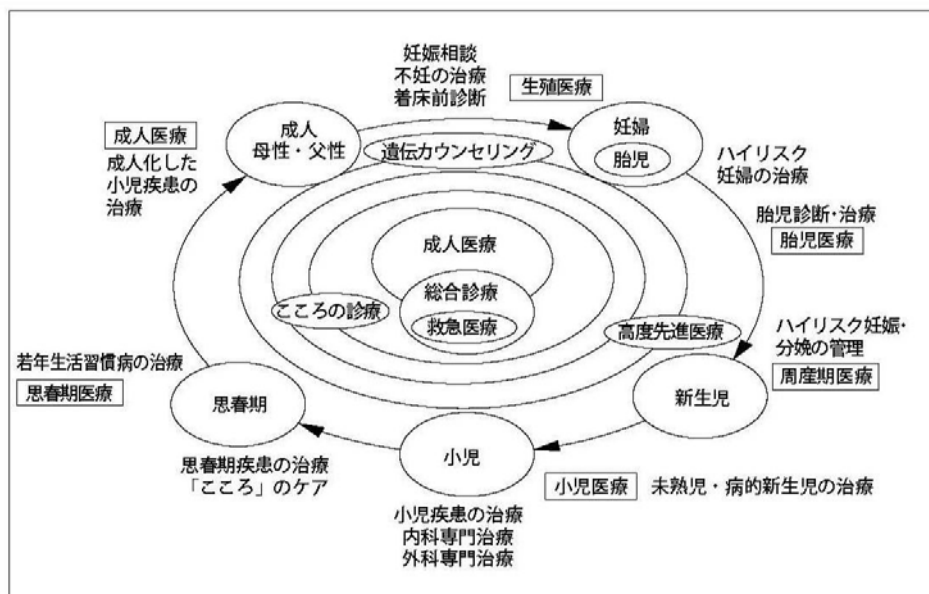 妊娠相談
不妊の治療
着床前診断
生殖医療
成人医療
成人化した
小児疾患の
治療
成人
母性・父性
遺伝カウンセリング
妊婦
胎児
ハイリスク
妊婦の治療
胎児診断・治療
胎児医療
成人医療
総合診療
救急医療
こころの診療
高度先進医療
ハイリスク妊娠・
分娩の管理
周産期医療
若年生活習慣病の治療
思春期医療
思春期
新生児
思春期疾患の治療
「こころ」のケア
小児
小児医療
未熟児・病的新生児の治療
小児疾患の治療
内科専門治療
外科専門治療